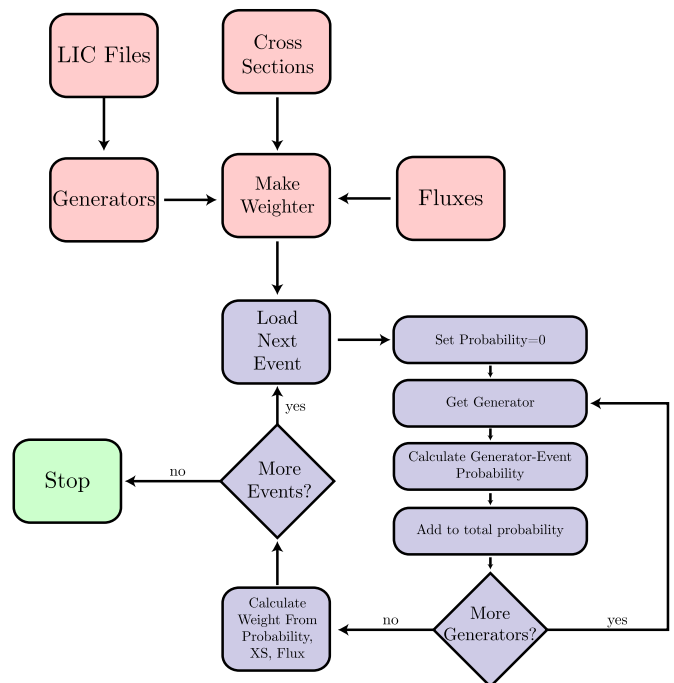 LIC Files
Cross
Sections
Generators
Make
Weighter
Fluxes
Load
Next
Event
Set Probability=0
Get Generator
yes
Calculate Generator-Event
Probability
Stop
no
More
Events?
Add to total probability
Calculate
Weight From
Probability,
XS, Flux
no
More
Generators?
yes